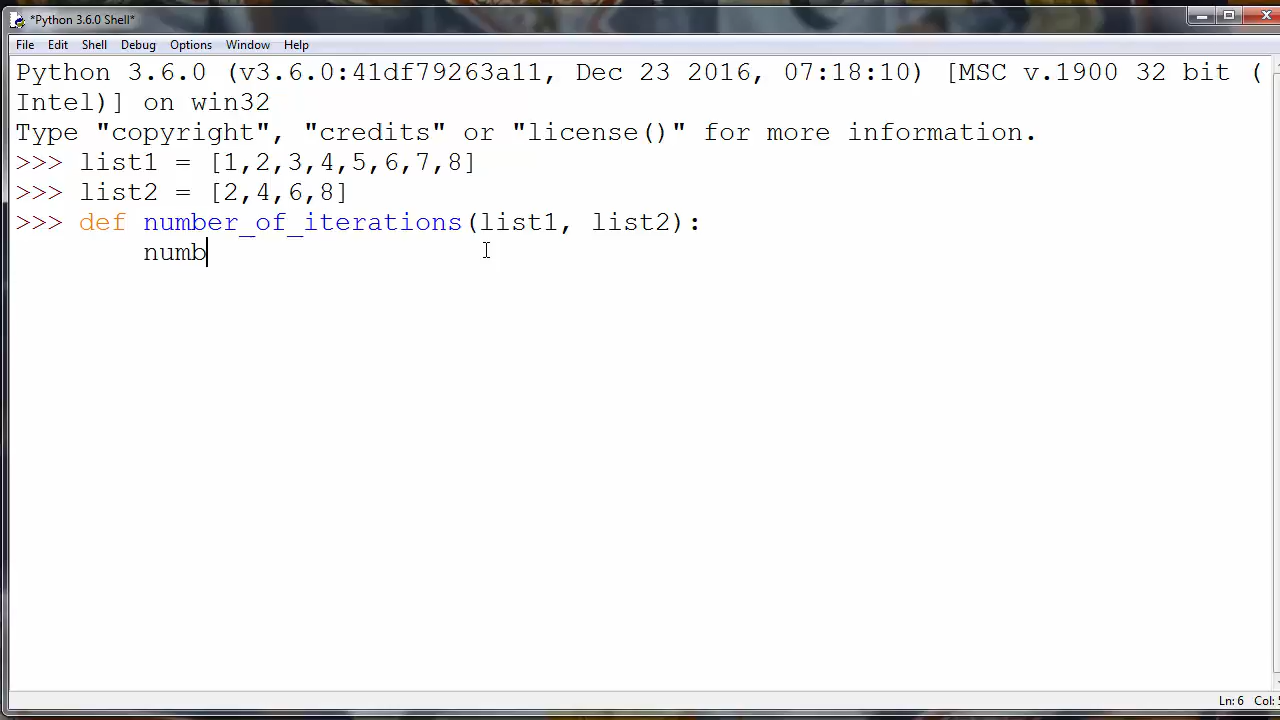 *Python 3.6.0 Shell*
File Edit Shell Debug Options Window Help
Python 3.6.0 (v3.6.0:41df79263a11, Dec 23 2016, 07:18:10) [MSC v.1900 32 bit (
Intel)] on win32
Type "copyright", "credits" or "license()" for more information.
>>> list1 = [1,2,3,4,5,6,7,8]
>>> list2 = [2,4,6,8]
>>> def number_of_iterations(list1, list2):
numb
Ln: 6 Col: